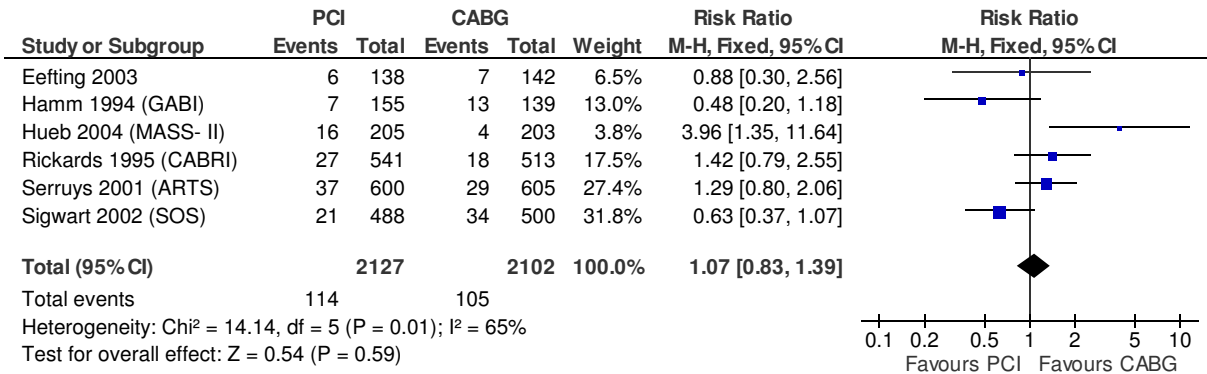 PCI CABG Risk Ratio Risk Ratio
Study or Subgroup Events Total Events Total Weight M-H, Fixed, 95% CI M-H, Fixed, 95% CI
Eefting 2003 6 138 7 142 6.5% 0.88 [0.30, 2.56]
Hamm 1994 (GABI) 7 155 13 139 13.0% 0.48 [0.20, 1.18]
Hueb 2004 (MASS- II) 16 205 4 203 3.8% 3.96 [1.35, 11.64]
Rickards 1995 (CABRI) 27 541 18 513 17.5% 1.42 [0.79, 2.55]
Serruys 2001 (ARTS) 37 600 29 605 27.4% 1.29 [0.80, 2.06]
Sigwart 2002 (SOS) 21 488 34 500 31.8% 0.63 [0.37, 1.07]
Total (95% CI) 2127 2102 100.0% 1.07 [0.83, 1.39]
Total events 114 105
Heterogeneity: Chi² = 14.14, df = 5 (P = 0.01); I² = 65%
Test for overall effect: Z = 0.54 (P = 0.59)
0.1 0.2 0.5 1 2 5 10
Favours PCI Favours CABG